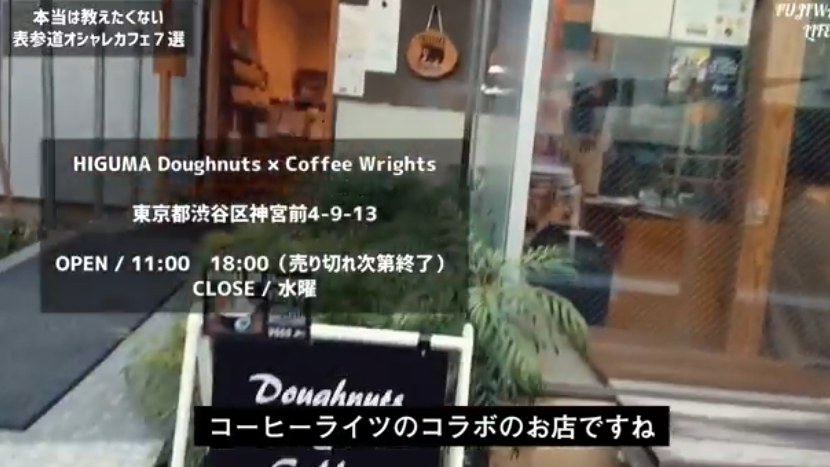 本当は教えたくない
表参道オシャレカフェ7選
FUJIWA
LIFE
HIGUMA Doughnuts × Coffee Wrights
東京都渋谷区神宮前4-9-13
OPEN / 11:00 18:00（売り切れ次第終了）
CLOSE / 水曜
Doughnuts
コーヒーライツのコラボのお店ですね